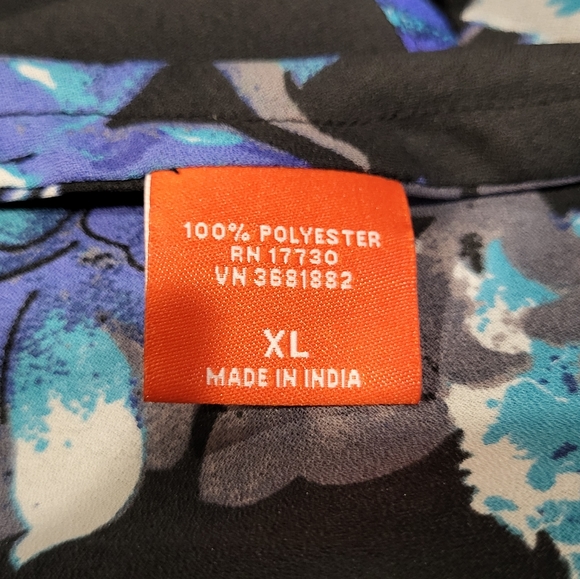 100% POLYESTER
RN 17730
VN 3681882
XL
MADE IN INDIA